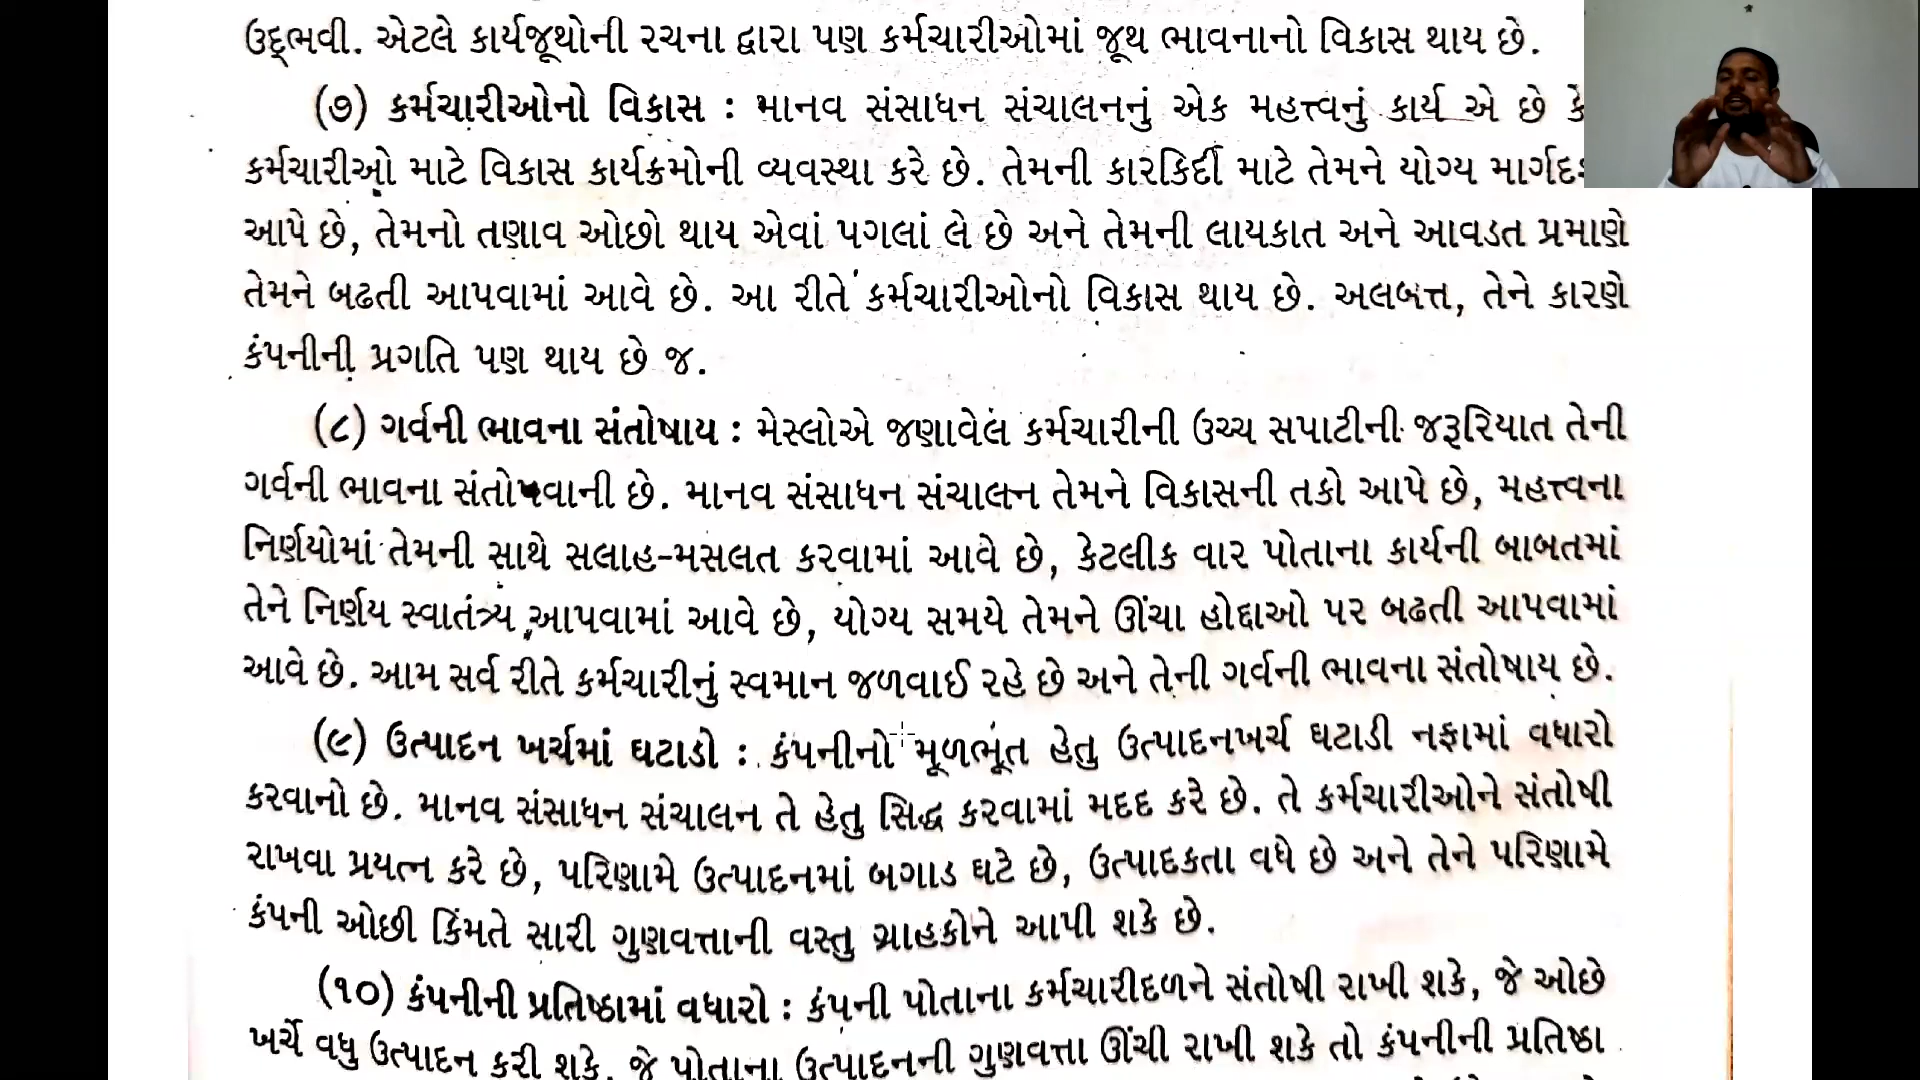 ઉદ્ભવી. એટલે કાર્યજૂથોની રચના દ્વારા પણ કર્મચારીઓમાં જૂથ ભાવનાનો વિકાસ થાય છે.
(૭) કર્મચારીઓનો વિકાસ : માનવ સંસાધન સંચાલનનું એક મહત્ત્વનું કાર્ય એ છે કે
કર્મચારીઓ માટે વિકાસ કાર્યક્રમોની વ્યવસ્થા કરે છે. તેમની કારકિર્દી માટે તેમને યોગ્ય
આપે છે, તેમનો તણાવ ઓછો થાય એવાં પગલાં લે છે અને તેમની લાયકાત અને આવડત પ્રમાણે
તેમને બઢતી આપવામાં આવે છે. આ રીતે કર્મચારીઓનો વિકાસ થાય છે. અલબત્ત, તેને કારણે
કંપનીની પ્રગતિ પણ થાય છે જ.
(૮) ગર્વની ભાવના સંતોષાય : મેસ્લોએ જણાવેલ કર્મચારીની ઉચ્ચ સપાટીની જરૂરિયાત તેની
ગર્વની ભાવના સંતોષવાની છે. માનવ સંસાધન સંચાલન તેમને વિકાસની તકો આપે છે, મહત્ત્વના
નિર્ણયોમાં તેમની સાથે સલાહ-મસલત કરવામાં આવે છે, કેટલીક વાર પોતાના કાર્યની બાબતમાં
તેને નિર્ણય સ્વાતંત્ર્ય આપવામાં આવે છે, યોગ્ય સમયે તેમને ઊંચા હોદ્દાઓ પર બઢતી આપવામાં
આવે છે. આમ સર્વ રીતે કર્મચારીનું સ્વમાન જળવાઈ રહે છે અને તેની ગર્વની ભાવના સંતોષાય છે.
(૯) ઉત્પાદન ખર્ચમાં ઘટાડો : કંપનીનો મૂળભૂત હેતુ ઉત્પાદનખર્ચ ઘટાડી નફામાં વધારો
કરવાનો છે. માનવ સંસાધન સંચાલન તે હેતુ સિદ્ધ કરવામાં મદદ કરે છે. તે કર્મચારીઓને સંતોષી
રાખવા પ્રયત્ન કરે છે, પરિણામે ઉત્પાદનમાં બગાડ ઘટે છે, ઉત્પાદકતા વધે છે અને તેને પરિણામે
કંપની ઓછી કિંમતે સારી ગુણવત્તાની વસ્તુ ગ્રાહકોને આપી શકે છે.
(૧૦) કંપનીની પ્રતિષ્ઠામાં વધારો : કંપની પોતાના કર્મચારીદળને સંતોષી રાખી શકે, જે ઓછે
ખર્ચે વધુ ઉત્પાદન કરી શકે, જે પોતાના ઉત્પાદનની ગુણવત્તા ઊંચી રાખી શકે તો કંપનીની પ્રતિષ્ઠા